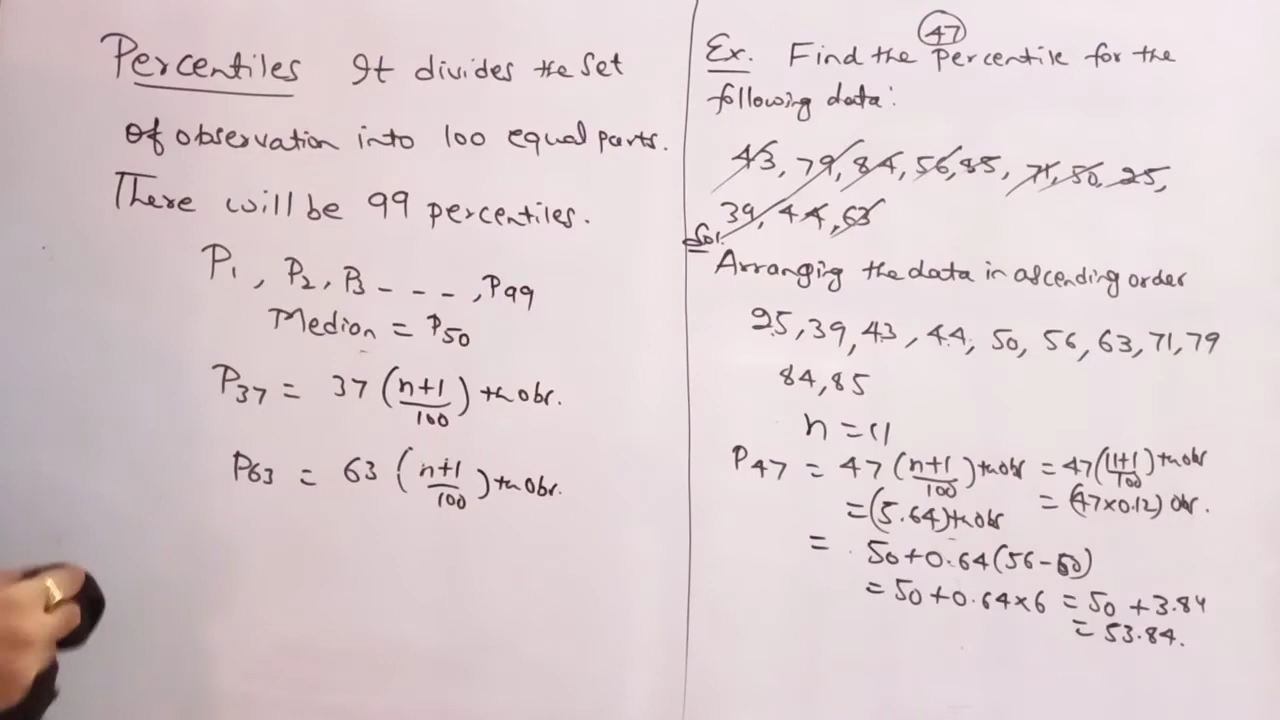 Percentiles It divides the set
of observation into 100 equal parts.
There will be 99 percentiles.
P1, P2, P3 - - - , P99
Median = P50
P37 = 37 (n+1/100) th obr.
P63 = 63 (n+1/100) th obr.
47
Ex. Find the Percentile for the
following data:
43, 79, 84, 56, 85, 71, 50, 25,
39, 44, 63
Sol.
Arranging the data in ascending order
25, 39, 43, 44, 50, 56, 63, 71, 79
84, 85
n = 11
P47 = 47 (n+1/100) th obr = 47 (11+1/100) th obr
= (5.64) th obr = (47×0.12) obr.
= 50+0.64(56-50)
= 50+0.64×6 = 50 + 3.84
= 53.84.